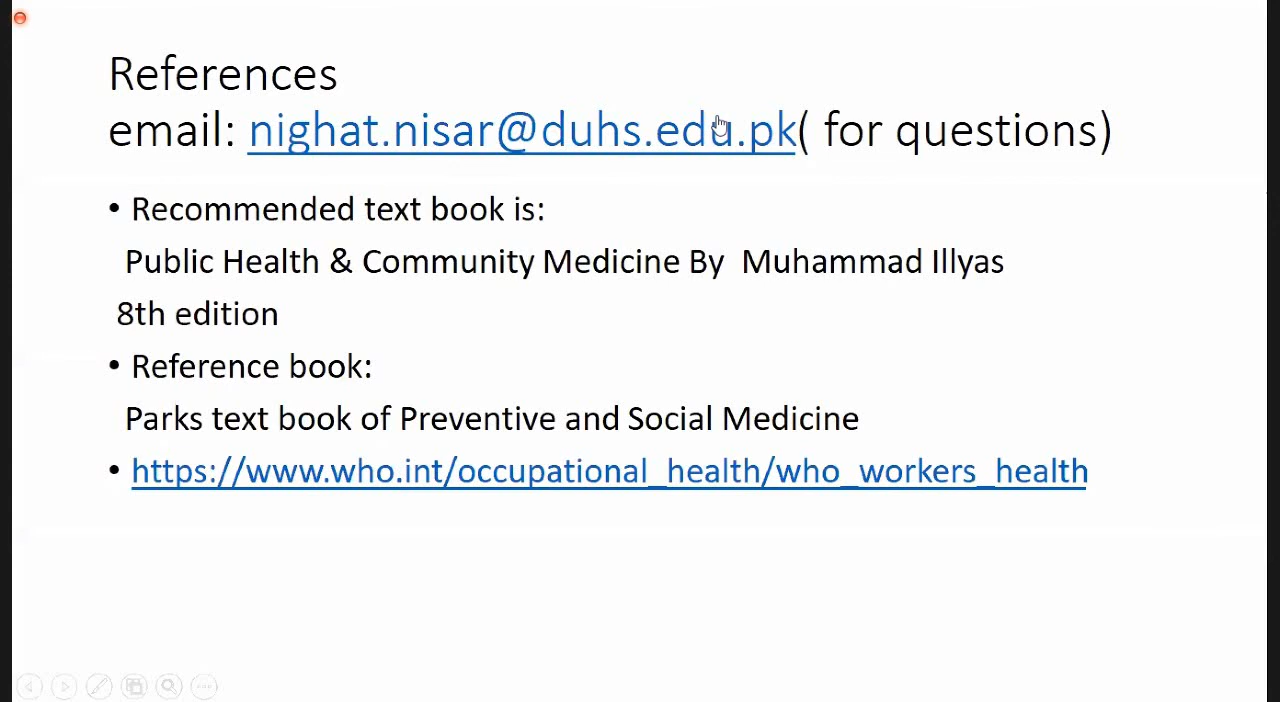 References
email: nighat.nisar@duhs.edu.pk( for questions)
• Recommended text book is:
Public Health & Community Medicine By  Muhammad Illyas
8th edition
• Reference book:
Parks text book of Preventive and Social Medicine
• https://www.who.int/occupational_health/who_workers_health